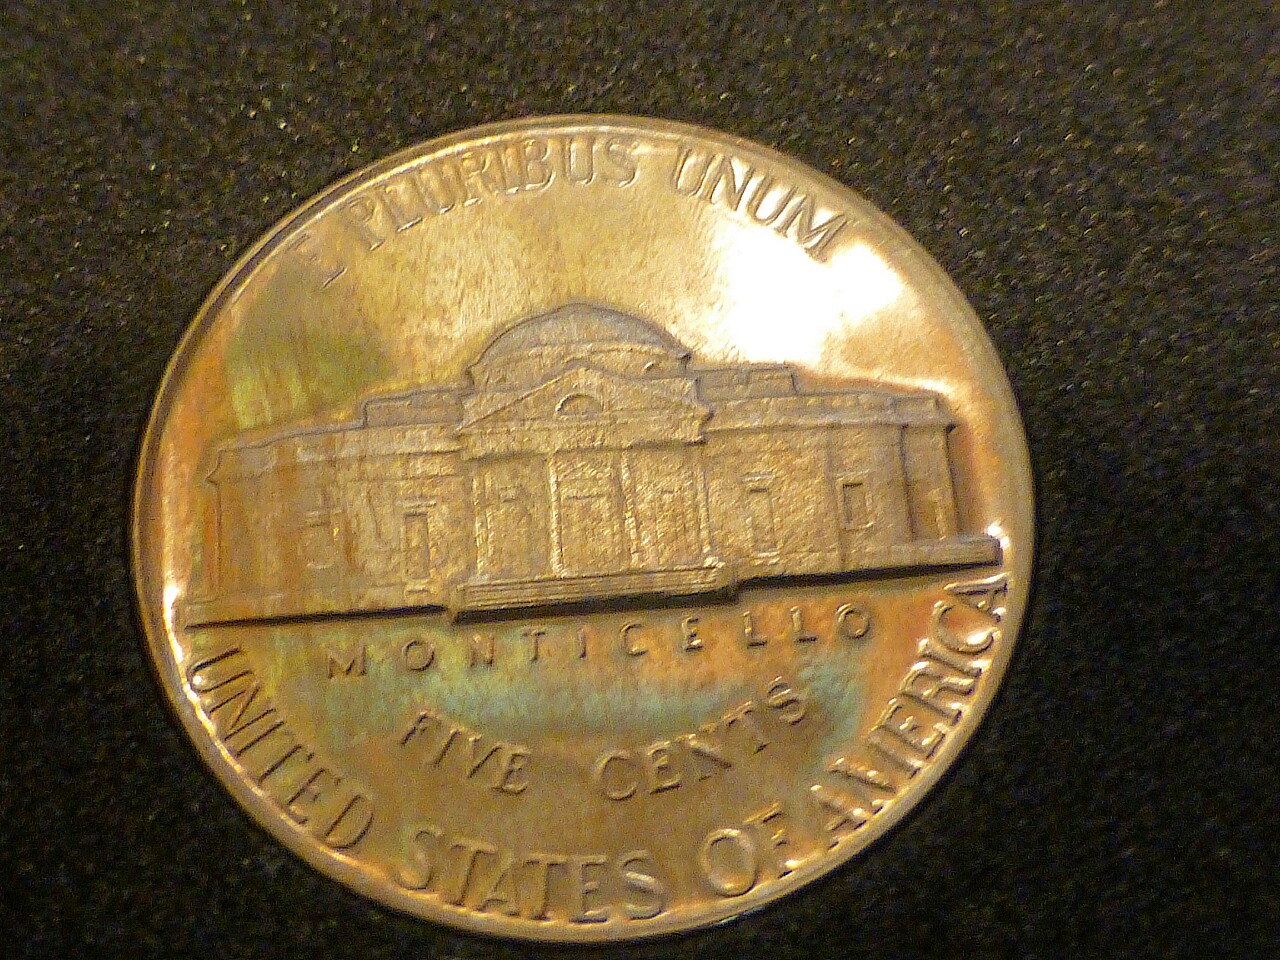 E PLURIBUS UNUM
MONTICELLO
FIVE CENTS
UNITED STATES OF AMERICA